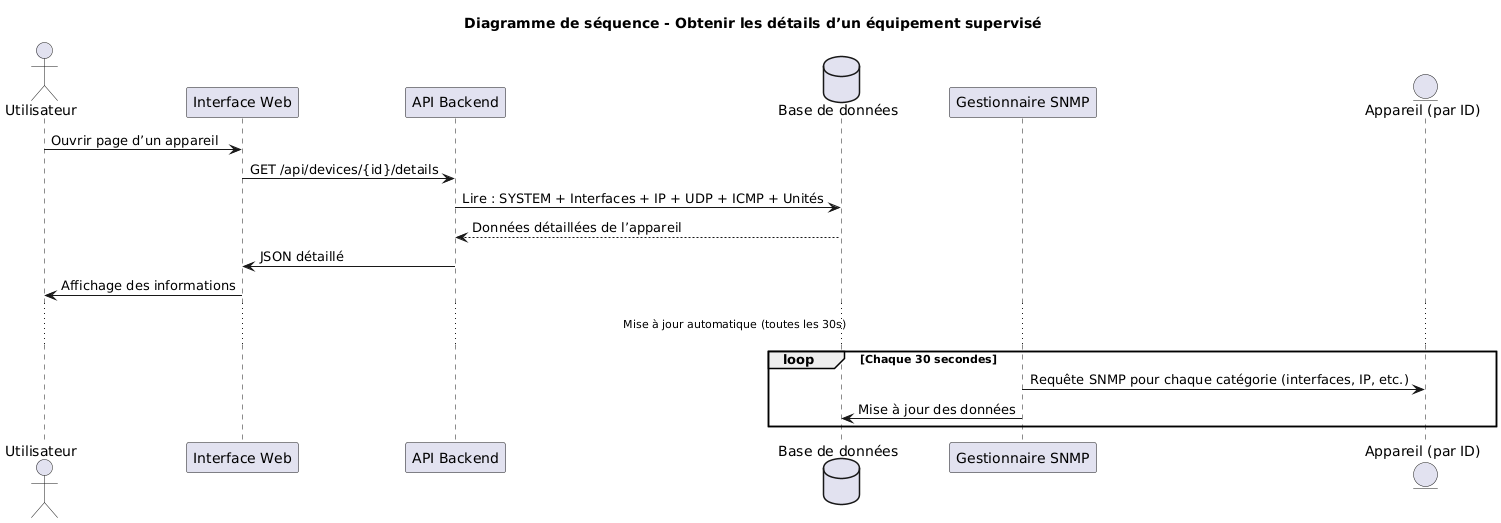 Diagramme de séquence - Obtenir les détails d’un équipement supervisé
Utilisateur
Interface Web
API Backend
Base de données
Gestionnaire SNMP
Appareil (par ID)
Ouvrir page d’un appareil
GET /api/devices/{id}/details
Lire : SYSTEM + Interfaces + IP + UDP + ICMP + Unités
Données détaillées de l’appareil
JSON détaillé
Affichage des informations
Mise à jour automatique (toutes les 30s)
loop [Chaque 30 secondes]
Requête SNMP pour chaque catégorie (interfaces, IP, etc.)
Mise à jour des données
Utilisateur
Interface Web
API Backend
Base de données
Gestionnaire SNMP
Appareil (par ID)